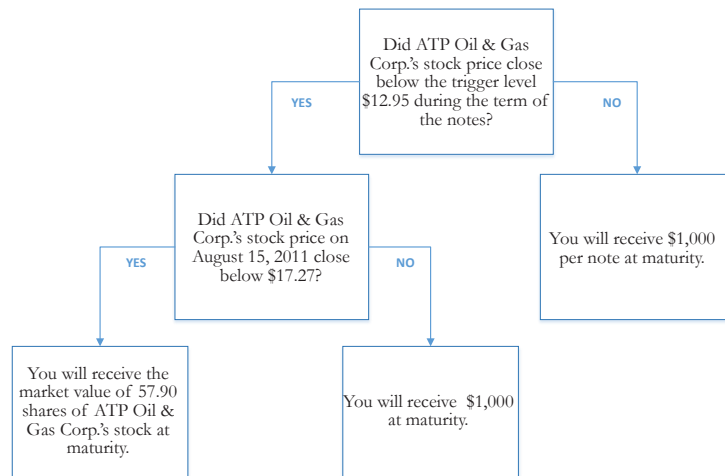 Did ATP Oil & Gas
Corp.'s stock price close
below the trigger level
$12.95 during the term of
the notes?
YES
NO
Did ATP Oil & Gas
Corp.'s stock price on
August 15, 2011 close
below $17.27?
You will receive $1,000
per note at maturity.
YES
NO
You will receive the
market value of 57.90
shares of ATP Oil &
Gas Corp.'s stock at
maturity.
You will receive $1,000
at maturity.